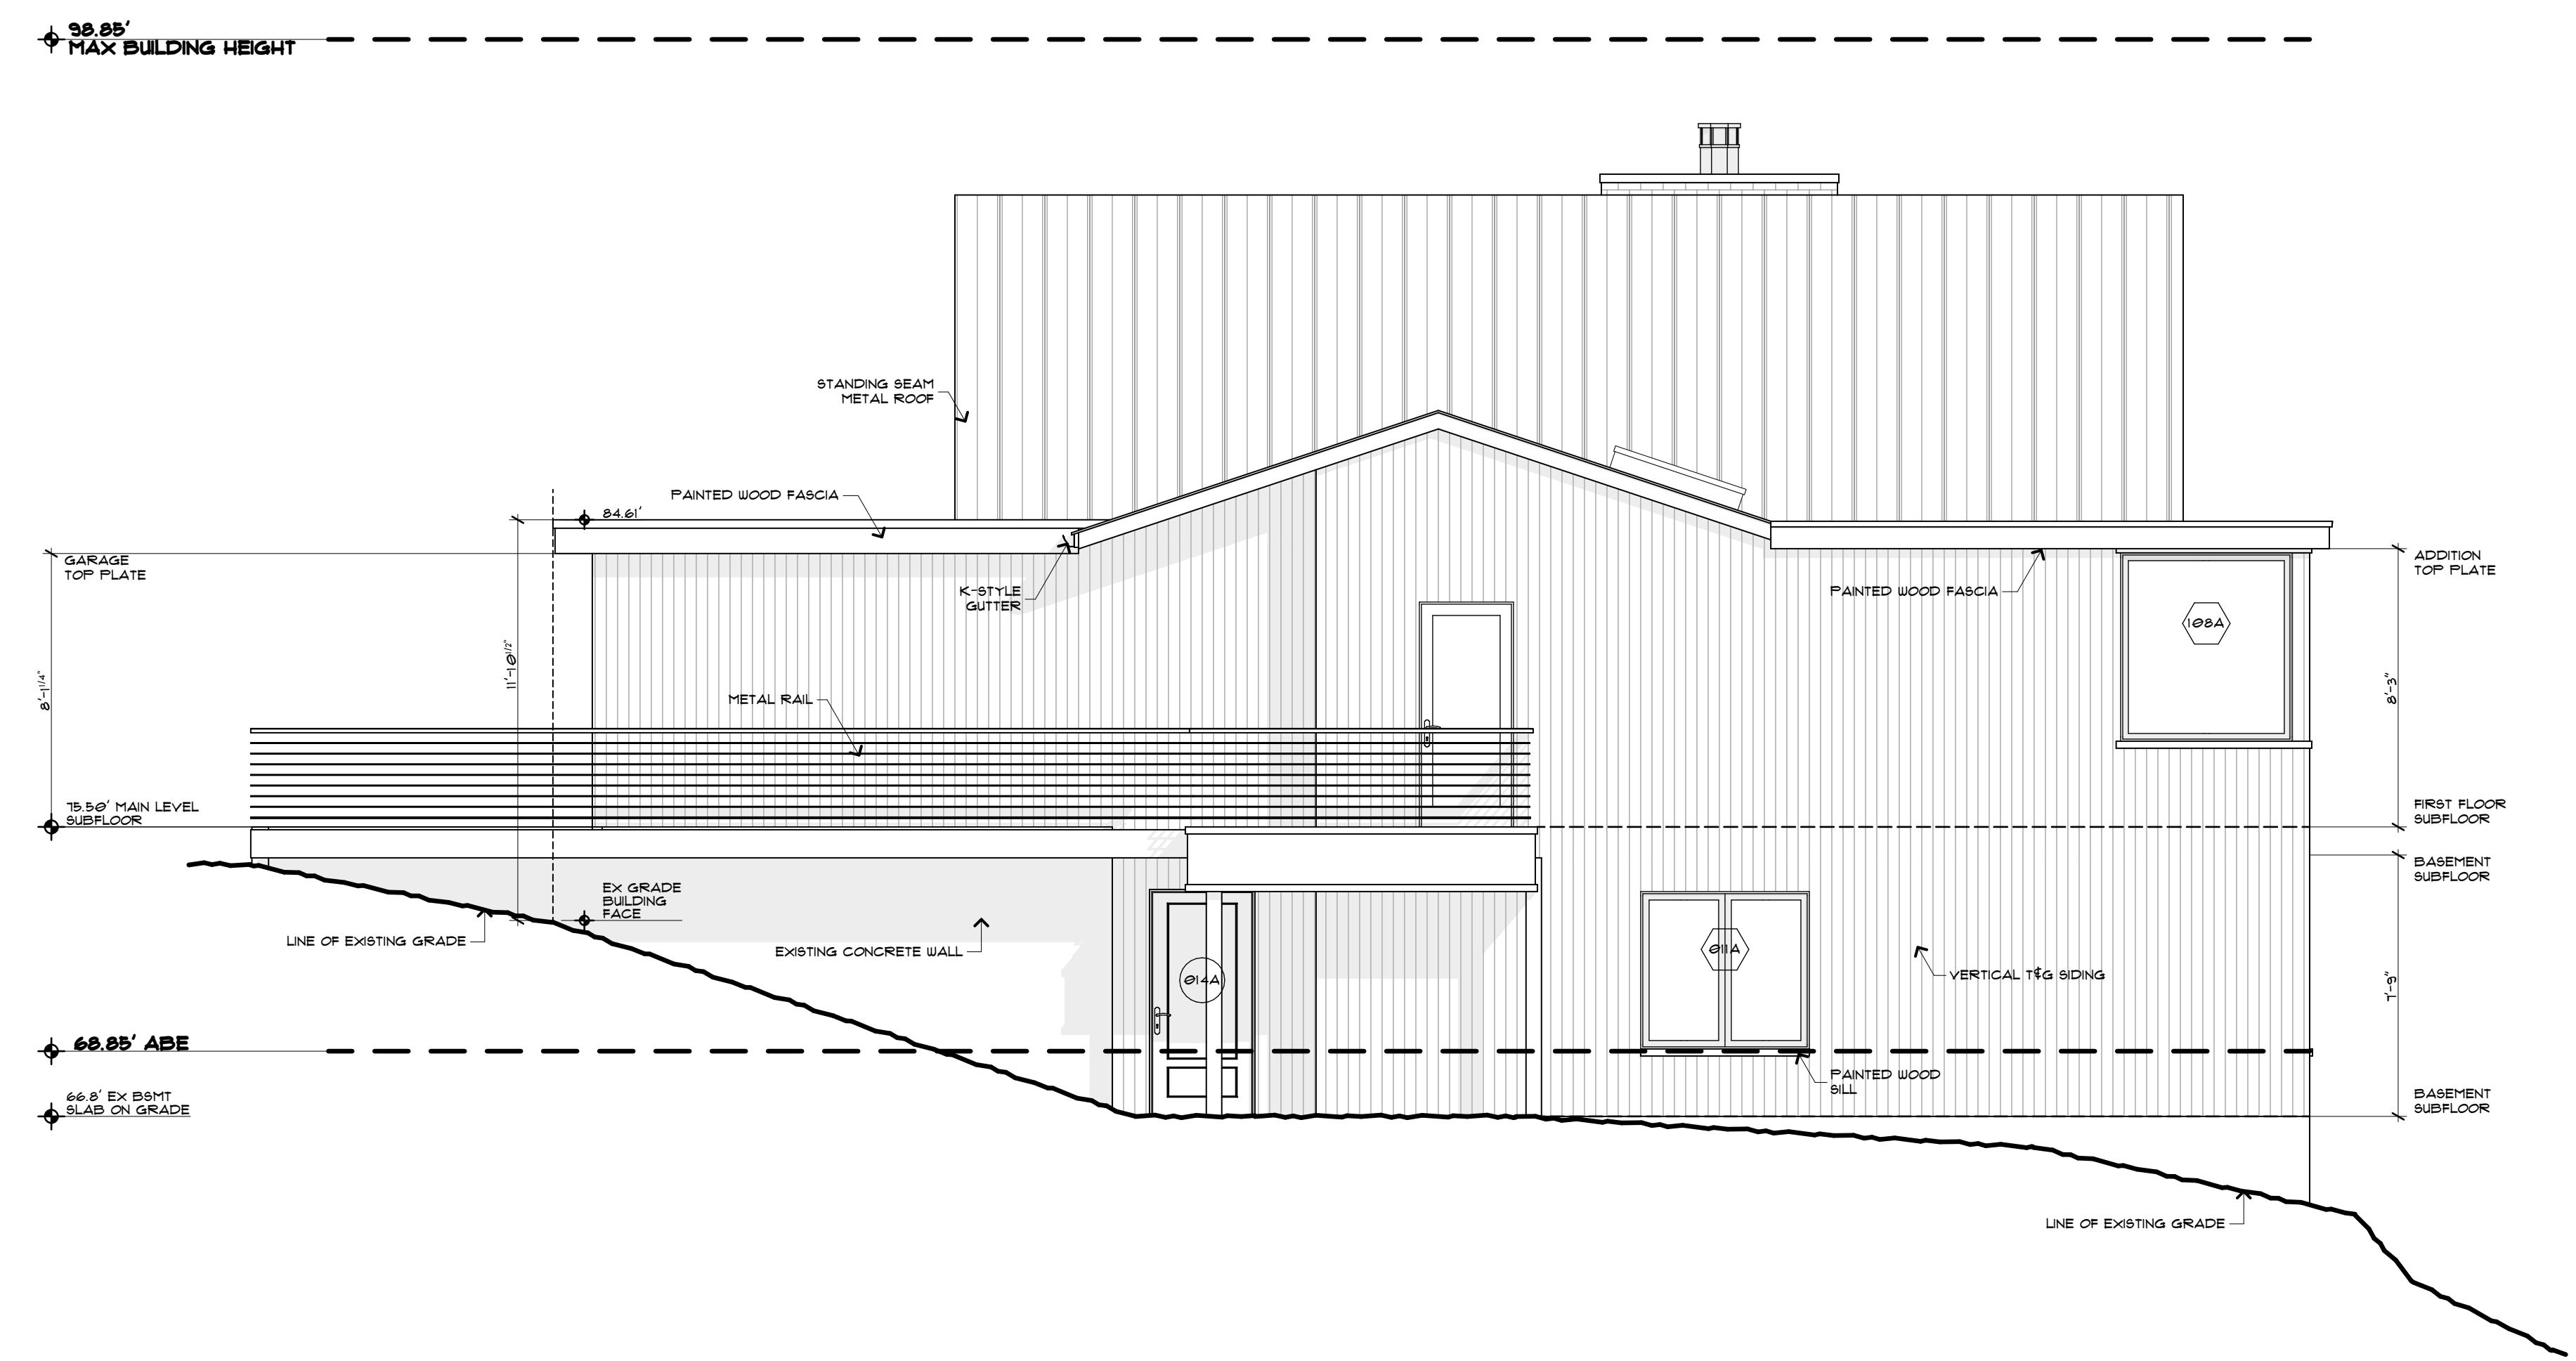 98.85'
MAX BUILDING HEIGHT
STANDING SEAM
METAL ROOF
PAINTED WOOD FASCIA
84.61'
GARAGE
TOP PLATE
K-STYLE
GUTTER
PAINTED WOOD FASCIA
ADDITION
TOP PLATE
108A
8'-1 1/4"
11'-10 1/2"
METAL RAIL
8'-3"
75.50' MAIN LEVEL
SUBFLOOR
FIRST FLOOR
SUBFLOOR
BASEMENT
SUBFLOOR
EX GRADE
BUILDING
FACE
LINE OF EXISTING GRADE
EXISTING CONCRETE WALL
014A
011A
VERTICAL T&G SIDING
7'-9"
68.85' ABE
PAINTED WOOD
SILL
66.8' EX BSMT
SLAB ON GRADE
BASEMENT
SUBFLOOR
LINE OF EXISTING GRADE